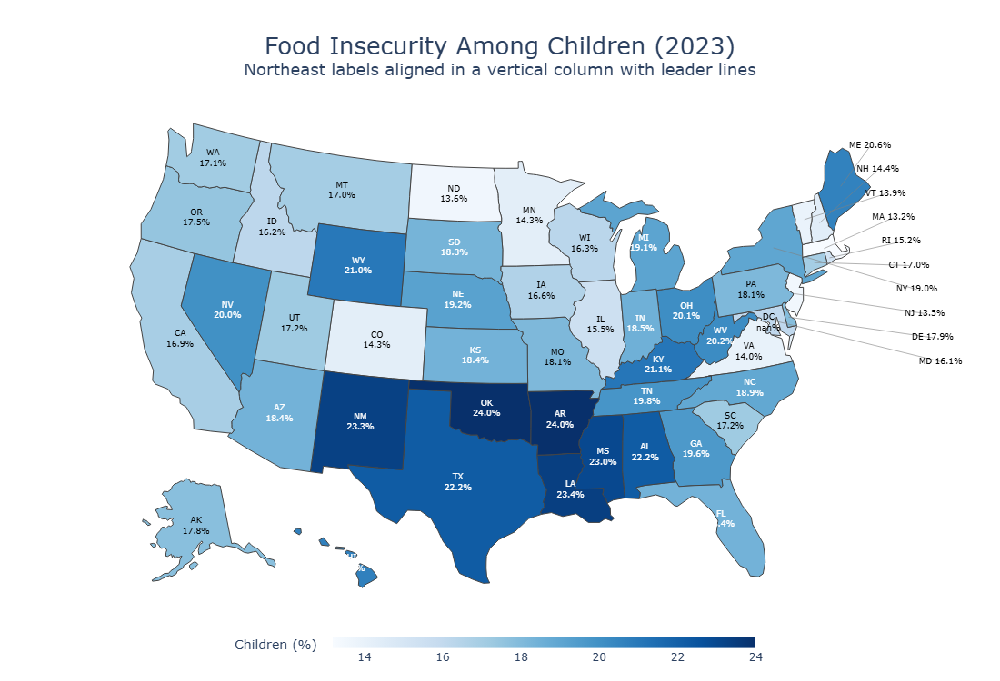 Food Insecurity Among Children (2023)
Northeast labels aligned in a vertical column with leader lines
ME 20.6%
NH 14.4%
VT 13.9%
MA 13.2%
RI 15.2%
CT 17.0%
NY 19.0%
NJ 13.5%
DE 17.9%
MD 16.1%
WA
17.1%
MT
17.0%
ND
13.6%
MN
14.3%
OR
17.5%
ID
16.2%
WI
16.3%
MI
19.1%
SD
18.3%
WY
21.0%
IA
16.6%
NE
19.2%
PA
18.1%
NV
20.0%
UT
17.2%
CO
14.3%
IL
15.5%
IN
18.5%
OH
20.1%
DC
nan%
WV
20.2%
VA
14.0%
CA
16.9%
KS
18.4%
MO
18.1%
KY
21.1%
TN
19.8%
NC
18.9%
AZ
18.4%
NM
23.3%
OK
24.0%
AR
24.0%
SC
17.2%
MS
23.0%
AL
22.2%
GA
19.6%
TX
22.2%
LA
23.4%
FL
.4%
AK
17.8%
HI
%
Children (%)
14 16 18 20 22 24